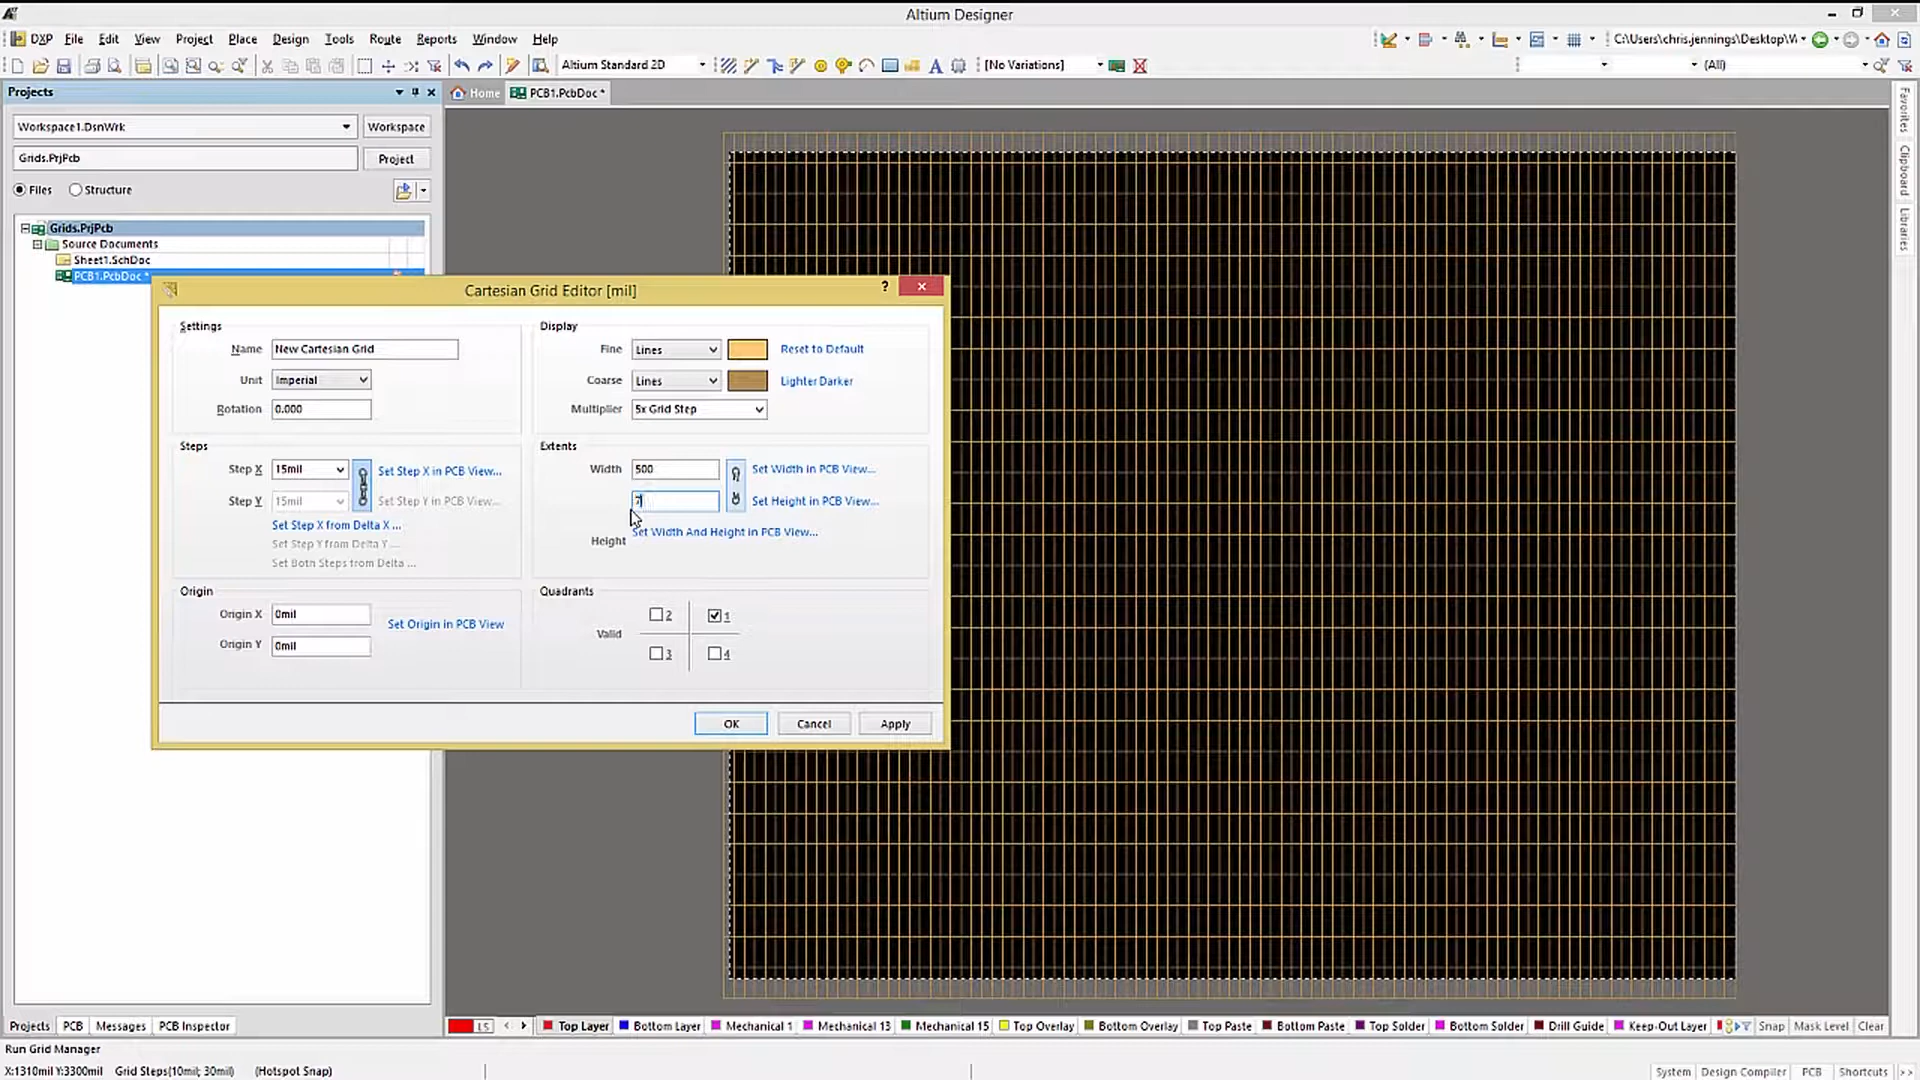 Altium Designer
DXP File Edit View Project Place Design Tools Route Reports Window Help
C:\Users\chris.jennings\Desktop\
Altium Standard 2D
[No Variations]
(All)
Projects
Home PCB1.PcbDoc *
Workspace1.DsnWrk
Workspace
Grids.PrjPcb
Project
Files Structure
Grids.PrjPcb
Source Documents
Sheet1.SchDoc
PCB1.PcbDoc *
Favorites
Clipboard
Libraries
Cartesian Grid Editor [mil]
?
Settings
Name New Cartesian Grid
Unit Imperial
Rotation 0.000
Display
Fine Lines Reset to Default
Coarse Lines Lighter Darker
Multiplier 5x Grid Step
Steps
Step X 15mil Set Step X in PCB View...
Step Y 15mil Set Step Y in PCB View...
Set Step X from Delta X ...
Set Step Y from Delta Y ...
Set Both Steps from Delta ...
Extents
Width 500 Set Width in PCB View...
Set Height in PCB View...
Set Width And Height in PCB View...
Height
Origin
Origin X 0mil
Set Origin in PCB View
Origin Y 0mil
Quadrants
2 1
Valid
3 4
OK Cancel Apply
Projects PCB Messages PCB Inspector
LS Top Layer Bottom Layer Mechanical 1 Mechanical 13 Mechanical 15 Top Overlay Bottom Overlay Top Paste Bottom Paste Top Solder Bottom Solder Drill Guide Keep-Out Layer Snap Mask Level Clear
Run Grid Manager
X:1310mil Y:3300mil Grid Steps(10mil; 30mil) (Hotspot Snap)
System Design Compiler PCB Shortcuts >>